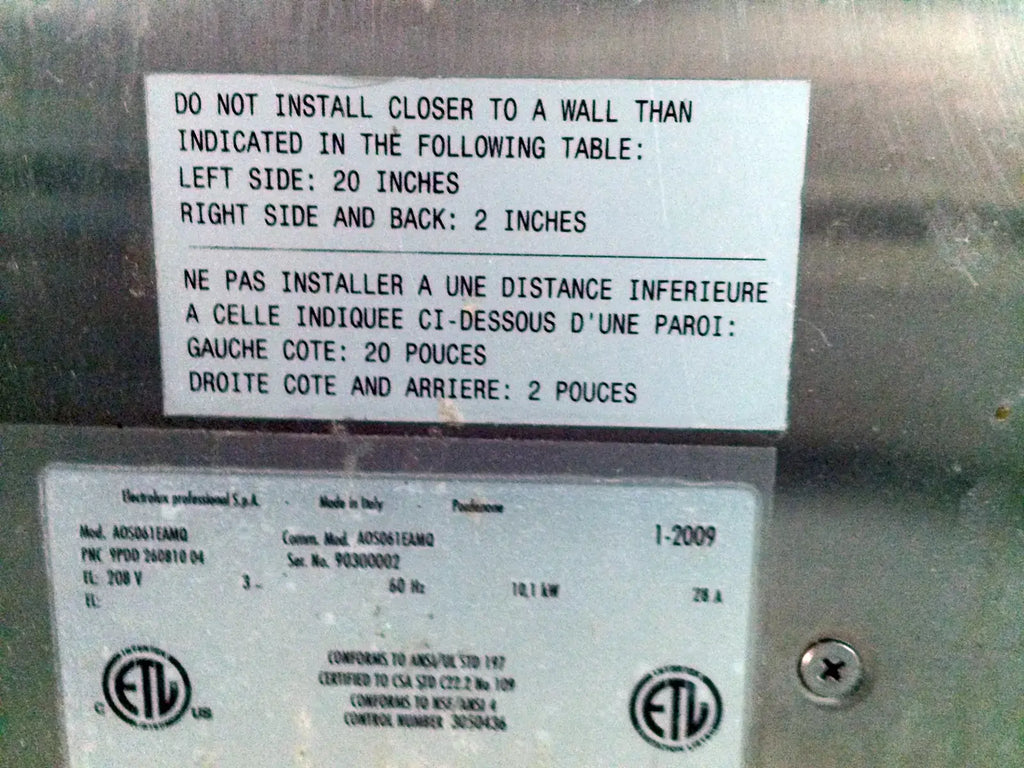 DO NOT INSTALL CLOSER TO A WALL THAN
INDICATED IN THE FOLLOWING TABLE:
LEFT SIDE: 20 INCHES
RIGHT SIDE AND BACK: 2 INCHES
NE PAS INSTALLER A UNE DISTANCE INFERIEURE
A CELLE INDIQUEE CI-DESSOUS D'UNE PAROI:
GAUCHE COTE: 20 POUCES
DROITE COTE AND ARRIERE: 2 POUCES
Electrolux professional S.p.A. - Made in Italy - Pordenone
Mod. AOS061EAMQ Comm. Mod. AOS061EAMQ 1-2009
PNC 9PDD 260810 04 Ser. No. 90300002
EL: 208 V 3~ 60 Hz 10,1 kW 28 A
EL:
CONFORMS TO ANSI/UL STD 197
CERTIFIED TO CSA STD C22.2 No 109
CONFORMS TO NSF/ANSI 4
CONTROL NUMBER 3050436
ETL
C US
ETL